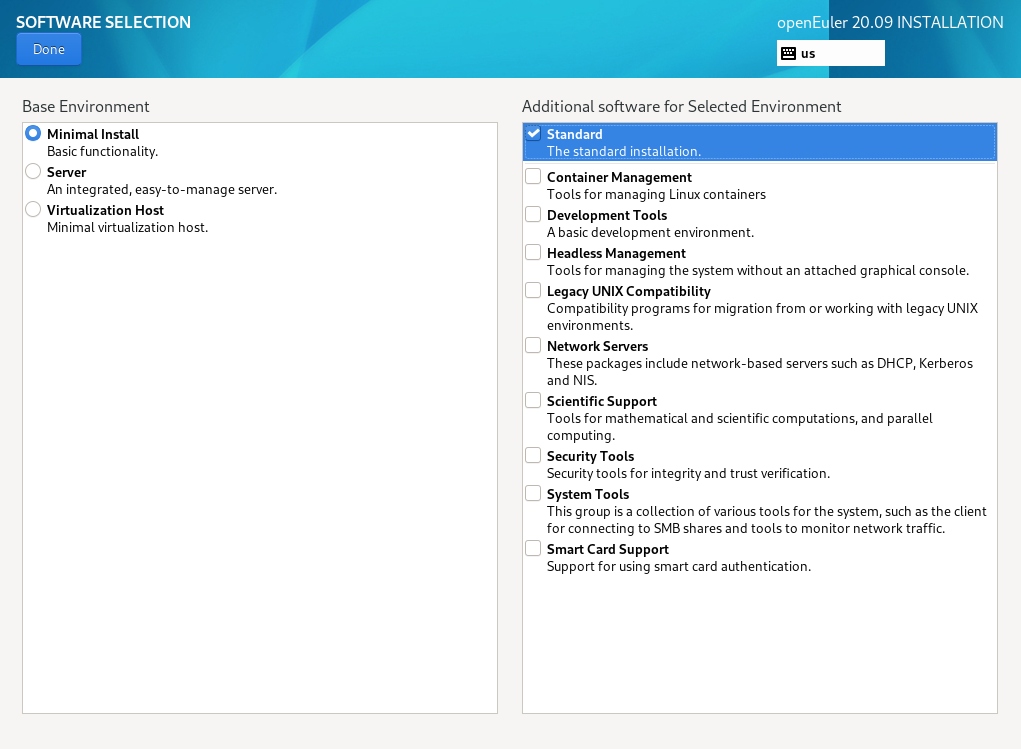 SOFTWARE SELECTION
Done
openEuler 20.09 INSTALLATION
us
Base Environment
Minimal Install
Basic functionality.
Server
An integrated, easy-to-manage server.
Virtualization Host
Minimal virtualization host.
Additional software for Selected Environment
Standard
The standard installation.
Container Management
Tools for managing Linux containers
Development Tools
A basic development environment.
Headless Management
Tools for managing the system without an attached graphical console.
Legacy UNIX Compatibility
Compatibility programs for migration from or working with legacy UNIX
environments.
Network Servers
These packages include network-based servers such as DHCP, Kerberos
and NIS.
Scientific Support
Tools for mathematical and scientific computations, and parallel
computing.
Security Tools
Security tools for integrity and trust verification.
System Tools
This group is a collection of various tools for the system, such as the client
for connecting to SMB shares and tools to monitor network traffic.
Smart Card Support
Support for using smart card authentication.